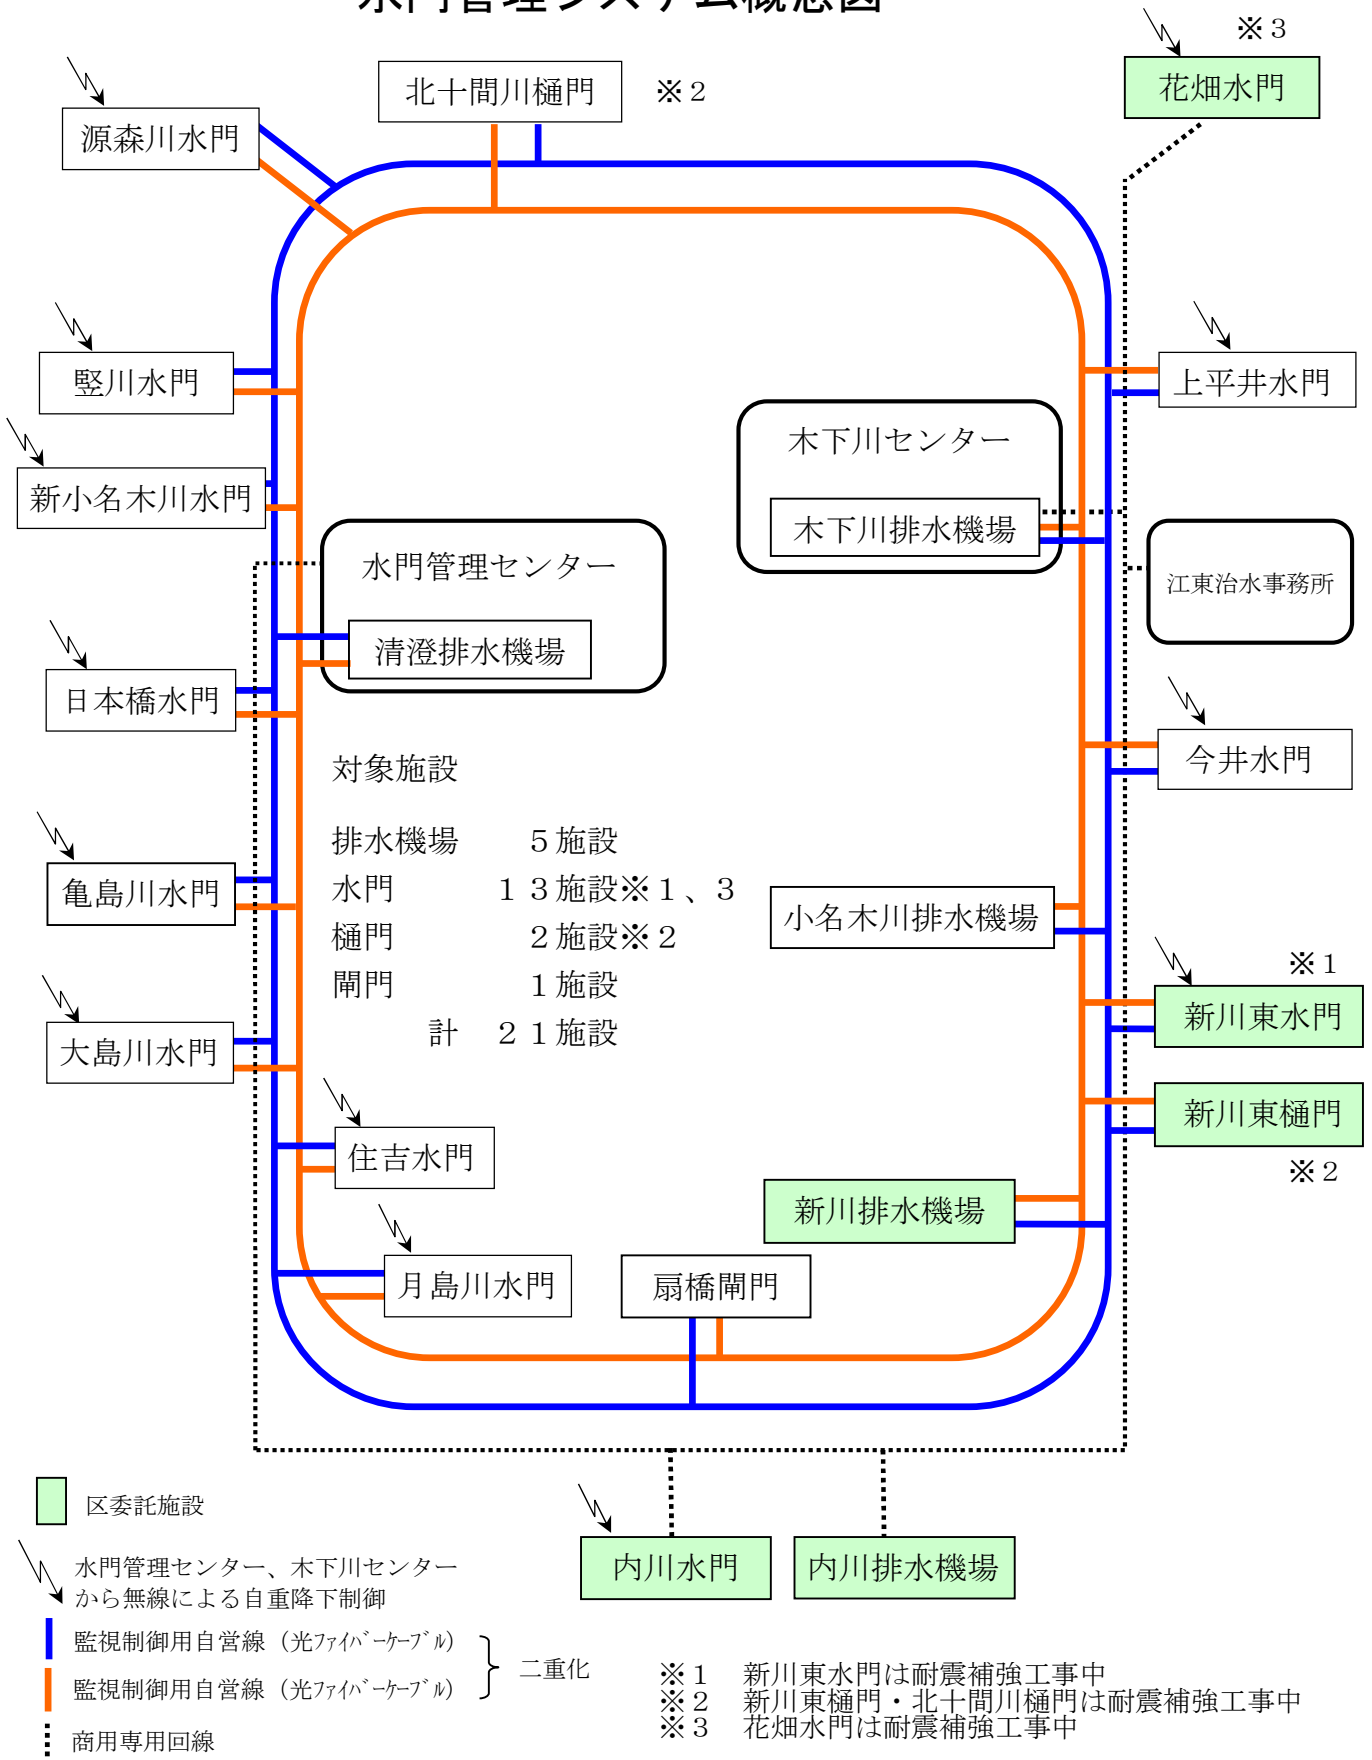 水門管理システム概念図
※３
花畑水門
北十間川樋門
※２
源森川水門
竪川水門
上平井水門
木下川センター
新小名木川水門
木下川排水機場
水門管理センター
江東治水事務所
清澄排水機場
日本橋水門
今井水門
対象施設
排水機場 ５施設
水門 １３施設※１、３
樋門 ２施設※２
閘門 １施設
計 ２１施設
亀島川水門
小名木川排水機場
※１
新川東水門
大島川水門
新川東樋門
※２
住吉水門
新川排水機場
月島川水門
扇橋閘門
内川水門
内川排水機場
区委託施設
水門管理センター、木下川センター
から無線による自重降下制御
監視制御用自営線（光ﾌｧｲﾊﾞｰｹｰﾌﾞﾙ）
監視制御用自営線（光ﾌｧｲﾊﾞｰｹｰﾌﾞﾙ）
二重化
商用専用回線
※１ 新川東水門は耐震補強工事中
※２ 新川東樋門・北十間川樋門は耐震補強工事中
※３ 花畑水門は耐震補強工事中